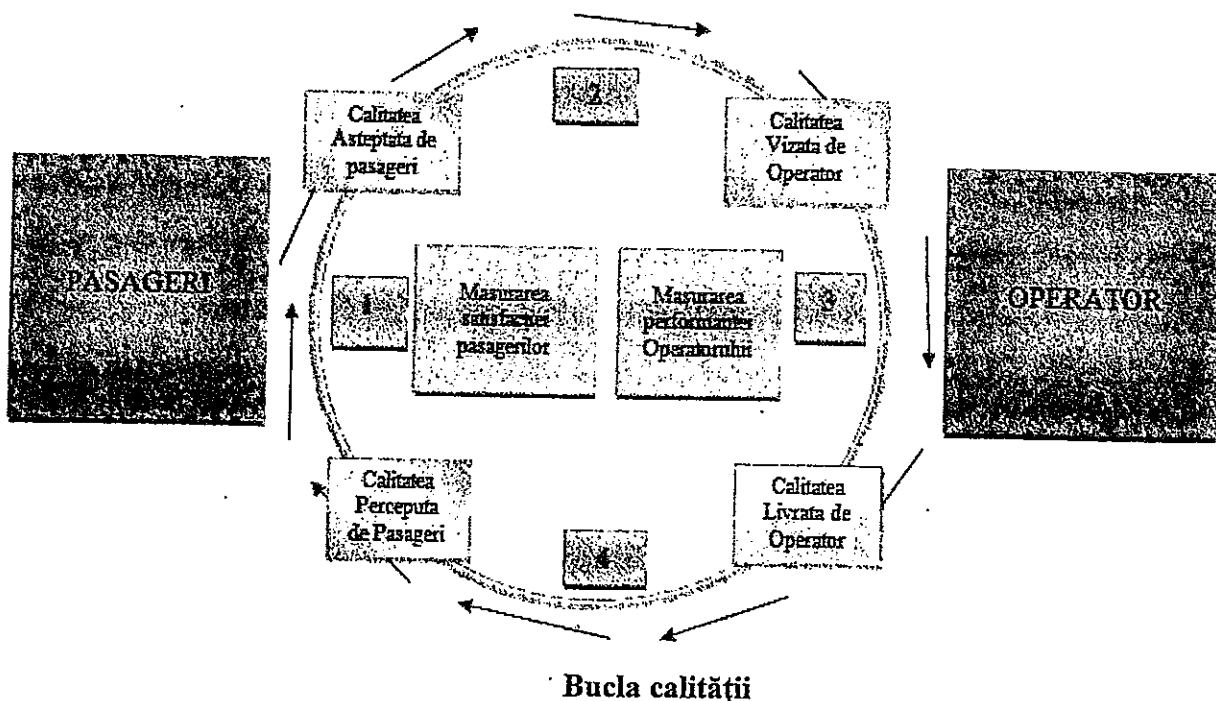 2
Calitatea
Asteptata de
pasageri
Calitatea
Vizata de
Operator
PASAGERI
1
Masurarea
satisfactiei
pasagerilor
Masurarea
performantei
Operatorului
3
OPERATOR
Calitatea
Perceputa
de Pasageri
4
Calitatea
Livrata de
Operator
Bucla calității